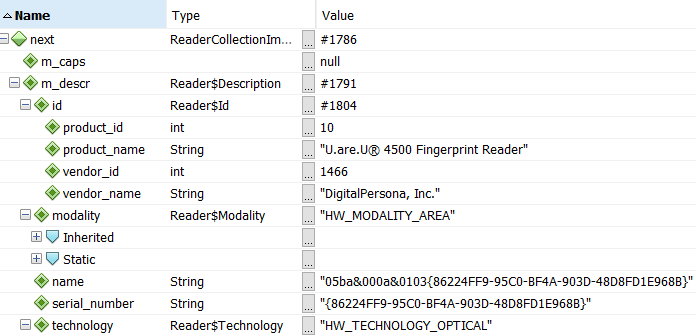 Name Type Value
next ReaderCollectionIm... ... #1786
m_caps ... null
m_descr Reader$Description ... #1791
id Reader$Id ... #1804
product_id int ... 10
product_name String ... "U.are.U® 4500 Fingerprint Reader"
vendor_id int ... 1466
vendor_name String ... "DigitalPersona, Inc."
modality Reader$Modality ... "HW_MODALITY_AREA"
Inherited ...
Static ...
name String ... "05ba&000a&0103{86224FF9-95C0-BF4A-903D-48D8FD1E968B}"
serial_number String ... "{86224FF9-95C0-BF4A-903D-48D8FD1E968B}"
technology Reader$Technology ... "HW_TECHNOLOGY_OPTICAL"